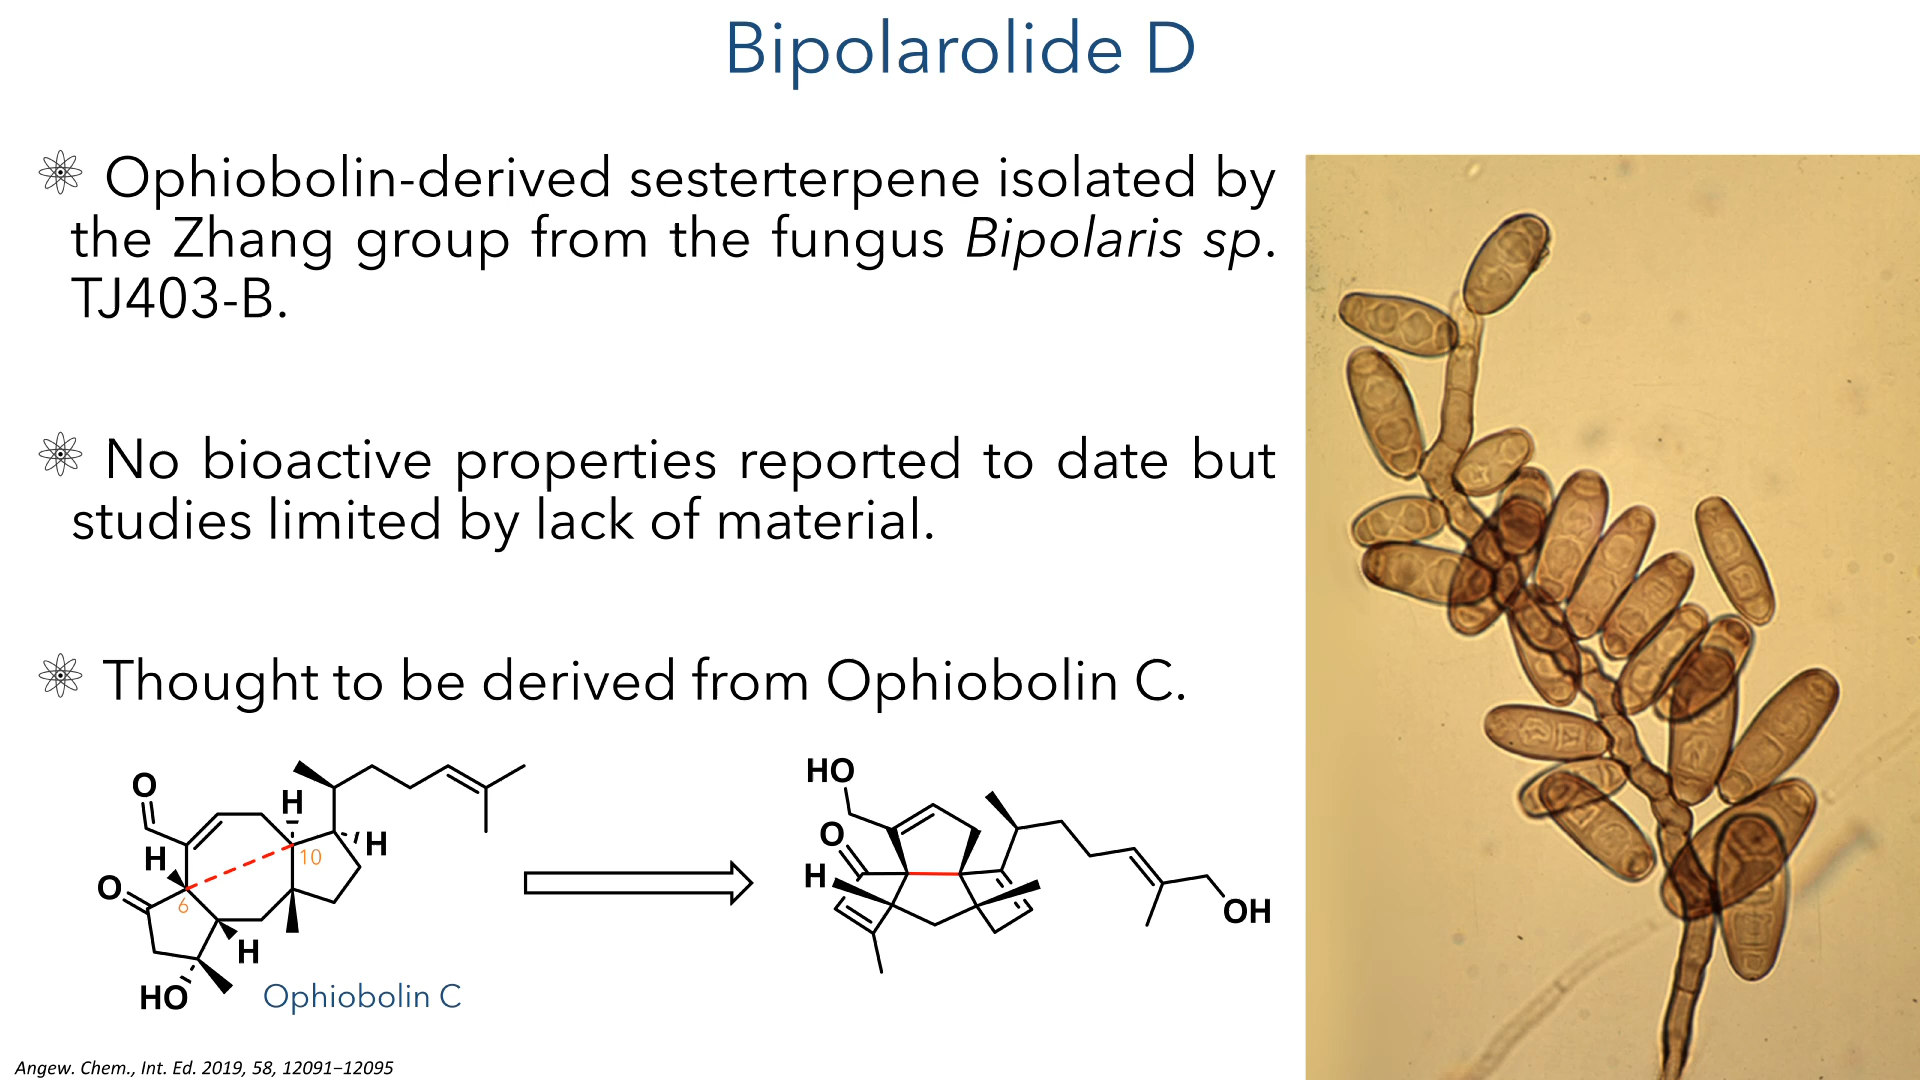 Bipolarolide D
Ophiobolin-derived sesterterpene isolated by
the Zhang group from the fungus Bipolaris sp.
TJ403-B.
No bioactive properties reported to date but
studies limited by lack of material.
Thought to be derived from Ophiobolin C.
O
H
H
H
10
O
6
H
HO
Ophiobolin C
HO
O
H
OH
Angew. Chem., Int. Ed. 2019, 58, 12091–12095